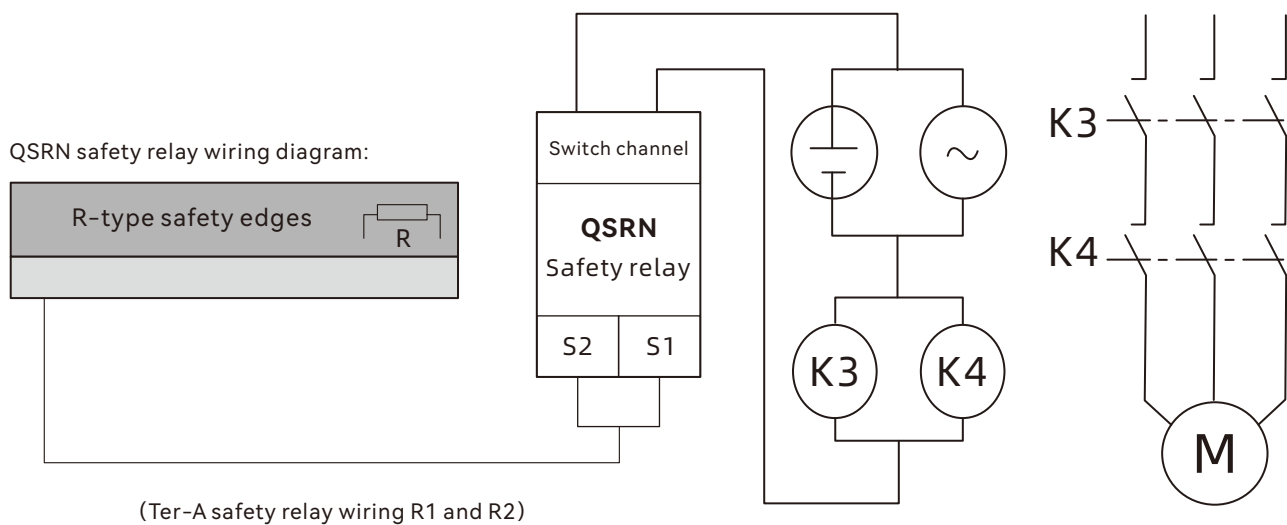 QSRN safety relay wiring diagram:
R-type safety edges
R
Switch channel
QSRN
Safety relay
S2 S1
(Ter-A safety relay wiring R1 and R2)
K3 K4
K3
K4
M